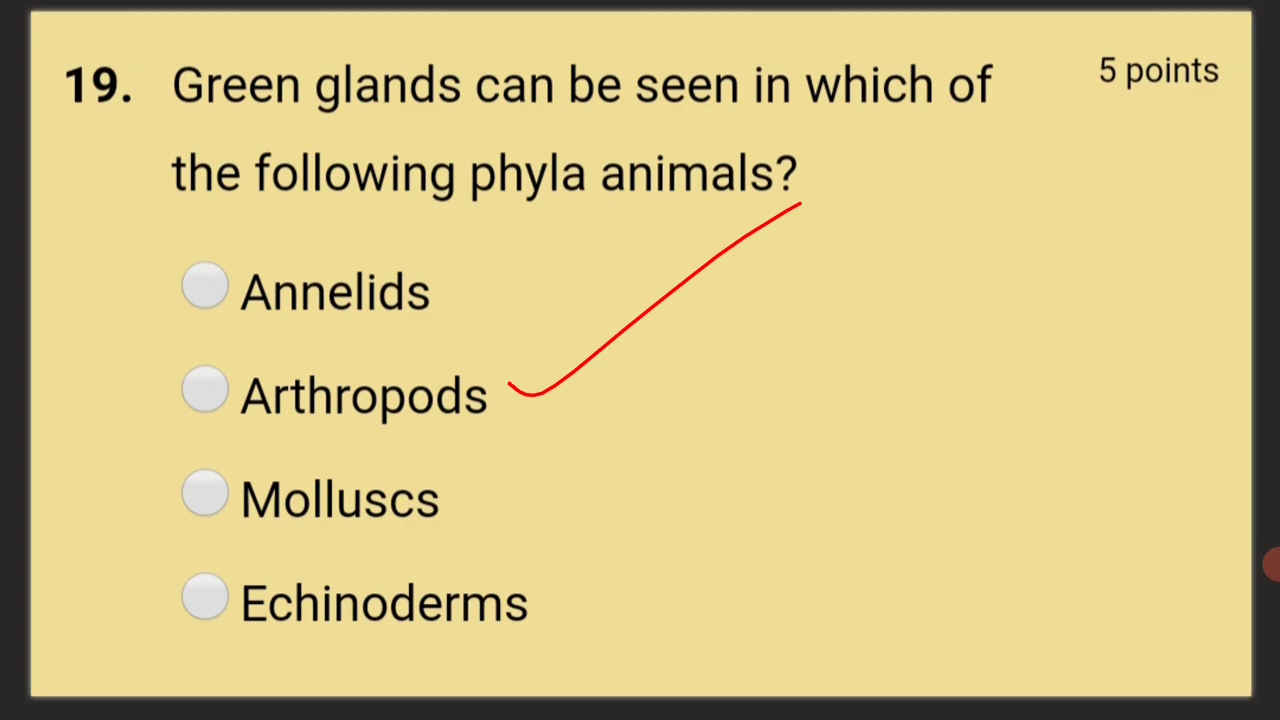 19. Green glands can be seen in which of
5 points
the following phyla animals?
Annelids
Arthropods
Molluscs
Echinoderms